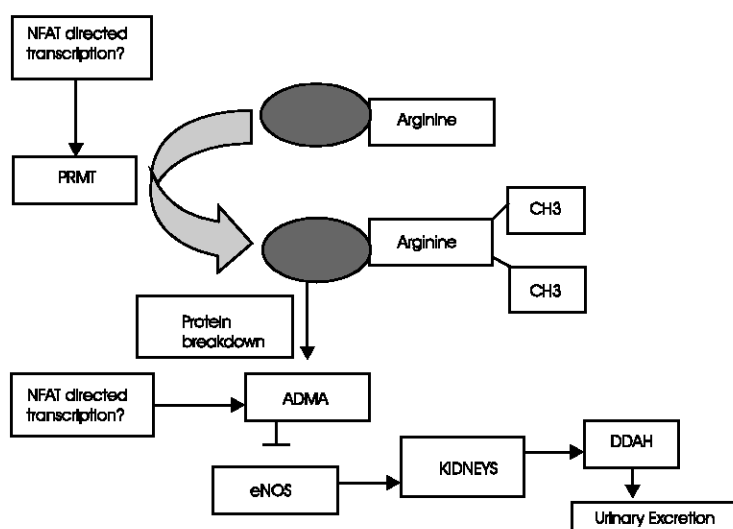 NFAT directed
transcription?
Arginine
PRMT
CH3
Arginine
CH3
Protein
breakdown
NFAT directed
transcription?
ADMA
DDAH
KIDNEYS
eNOS
Urinary Excretion